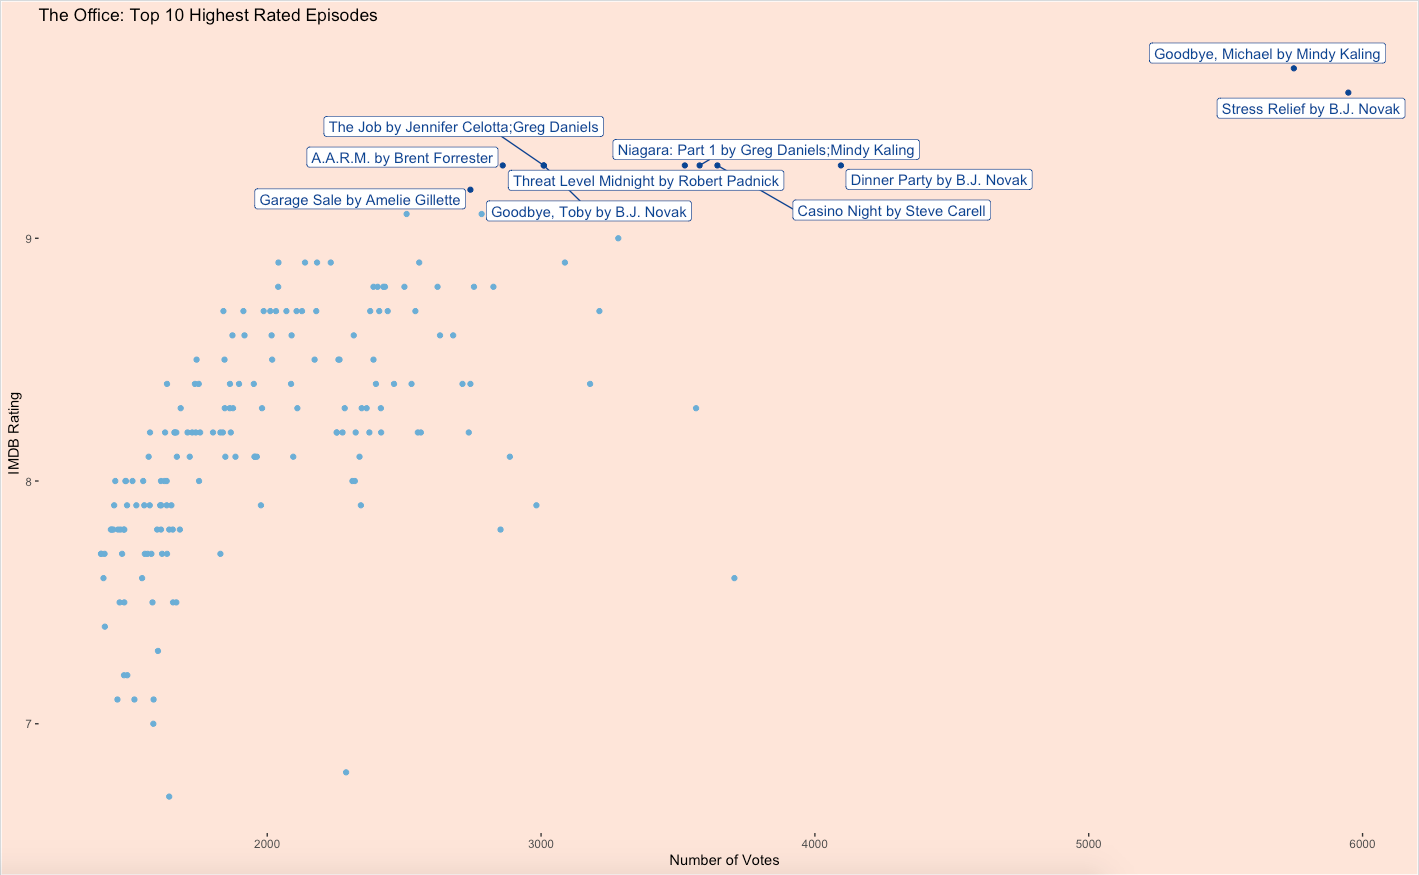 The Office: Top 10 Highest Rated Episodes
Goodbye, Michael by Mindy Kaling
Stress Relief by B.J. Novak
The Job by Jennifer Celotta;Greg Daniels
Niagara: Part 1 by Greg Daniels;Mindy Kaling
A.A.R.M. by Brent Forrester
Threat Level Midnight by Robert Padnick
Dinner Party by B.J. Novak
Garage Sale by Amelie Gillette
Goodbye, Toby by B.J. Novak
Casino Night by Steve Carell
9
8
7
IMDB Rating
2000
3000
4000
5000
6000
Number of Votes